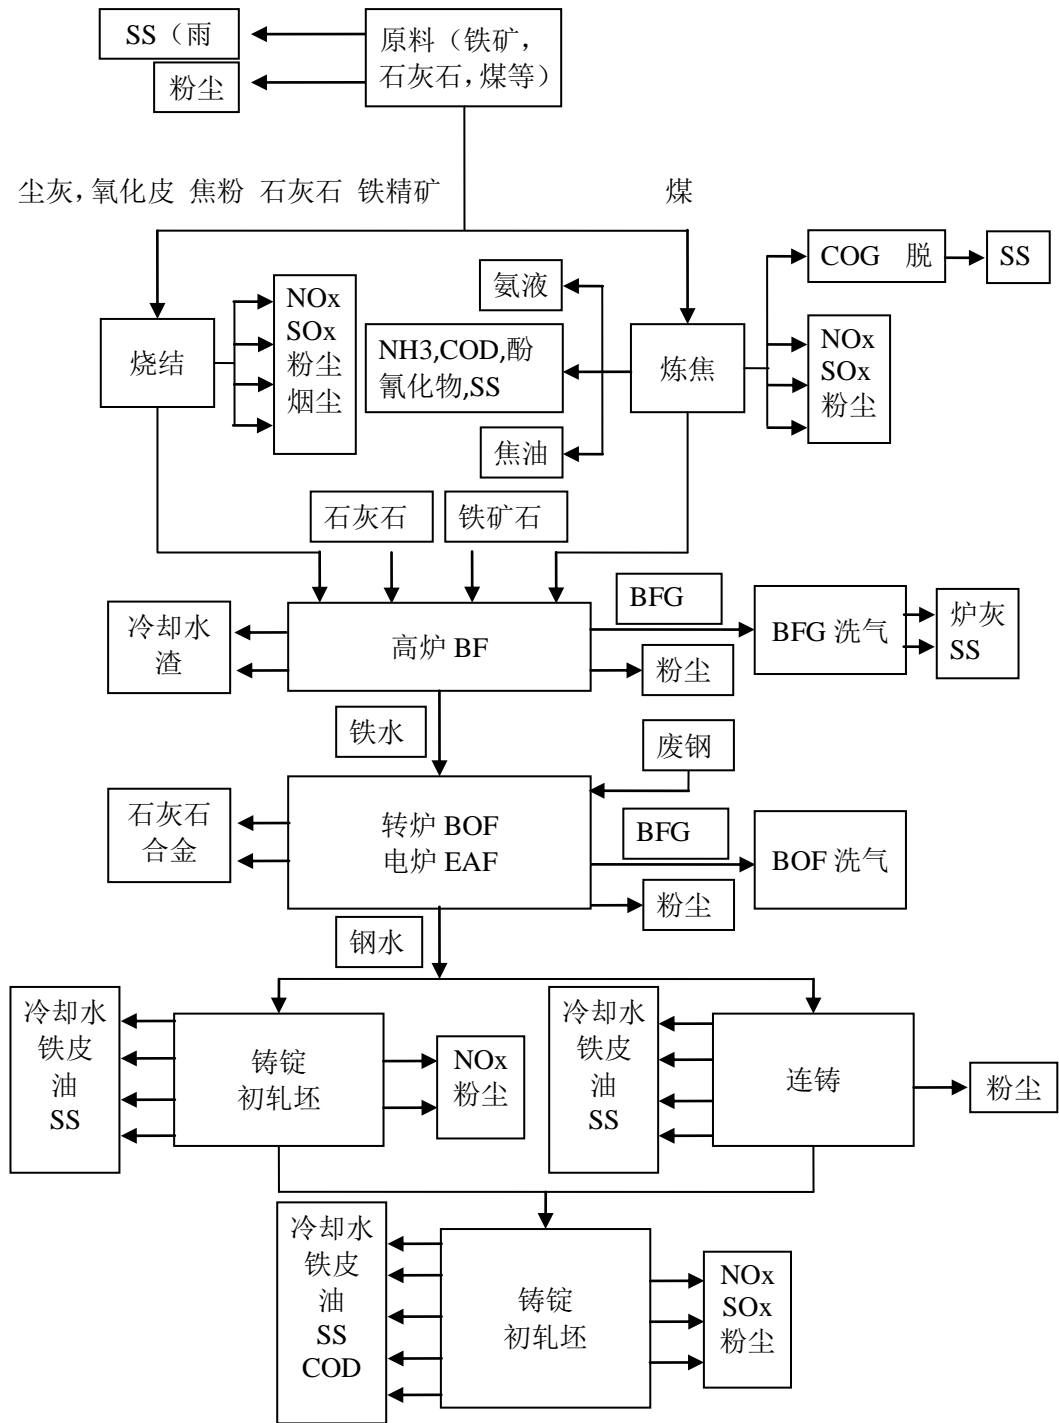 SS（雨
粉尘
原料（铁矿，
石灰石，煤等）
尘灰，氧化皮 焦粉 石灰石 铁精矿
煤
烧结
NOx
SOx
粉尘
烟尘
氨液
NH3,COD,酚
氰化物,SS
焦油
炼焦
COG 脱
SS
NOx
SOx
粉尘
石灰石
铁矿石
冷却水
渣
高炉 BF
BFG
BFG 洗气
炉灰
SS
粉尘
铁水
废钢
石灰石
合金
转炉 BOF
电炉 EAF
BFG
BOF 洗气
粉尘
钢水
冷却水
铁皮
油
SS
铸锭
初轧坯
NOx
粉尘
冷却水
铁皮
油
SS
连铸
粉尘
冷却水
铁皮
油
SS
COD
铸锭
初轧坯
NOx
SOx
粉尘